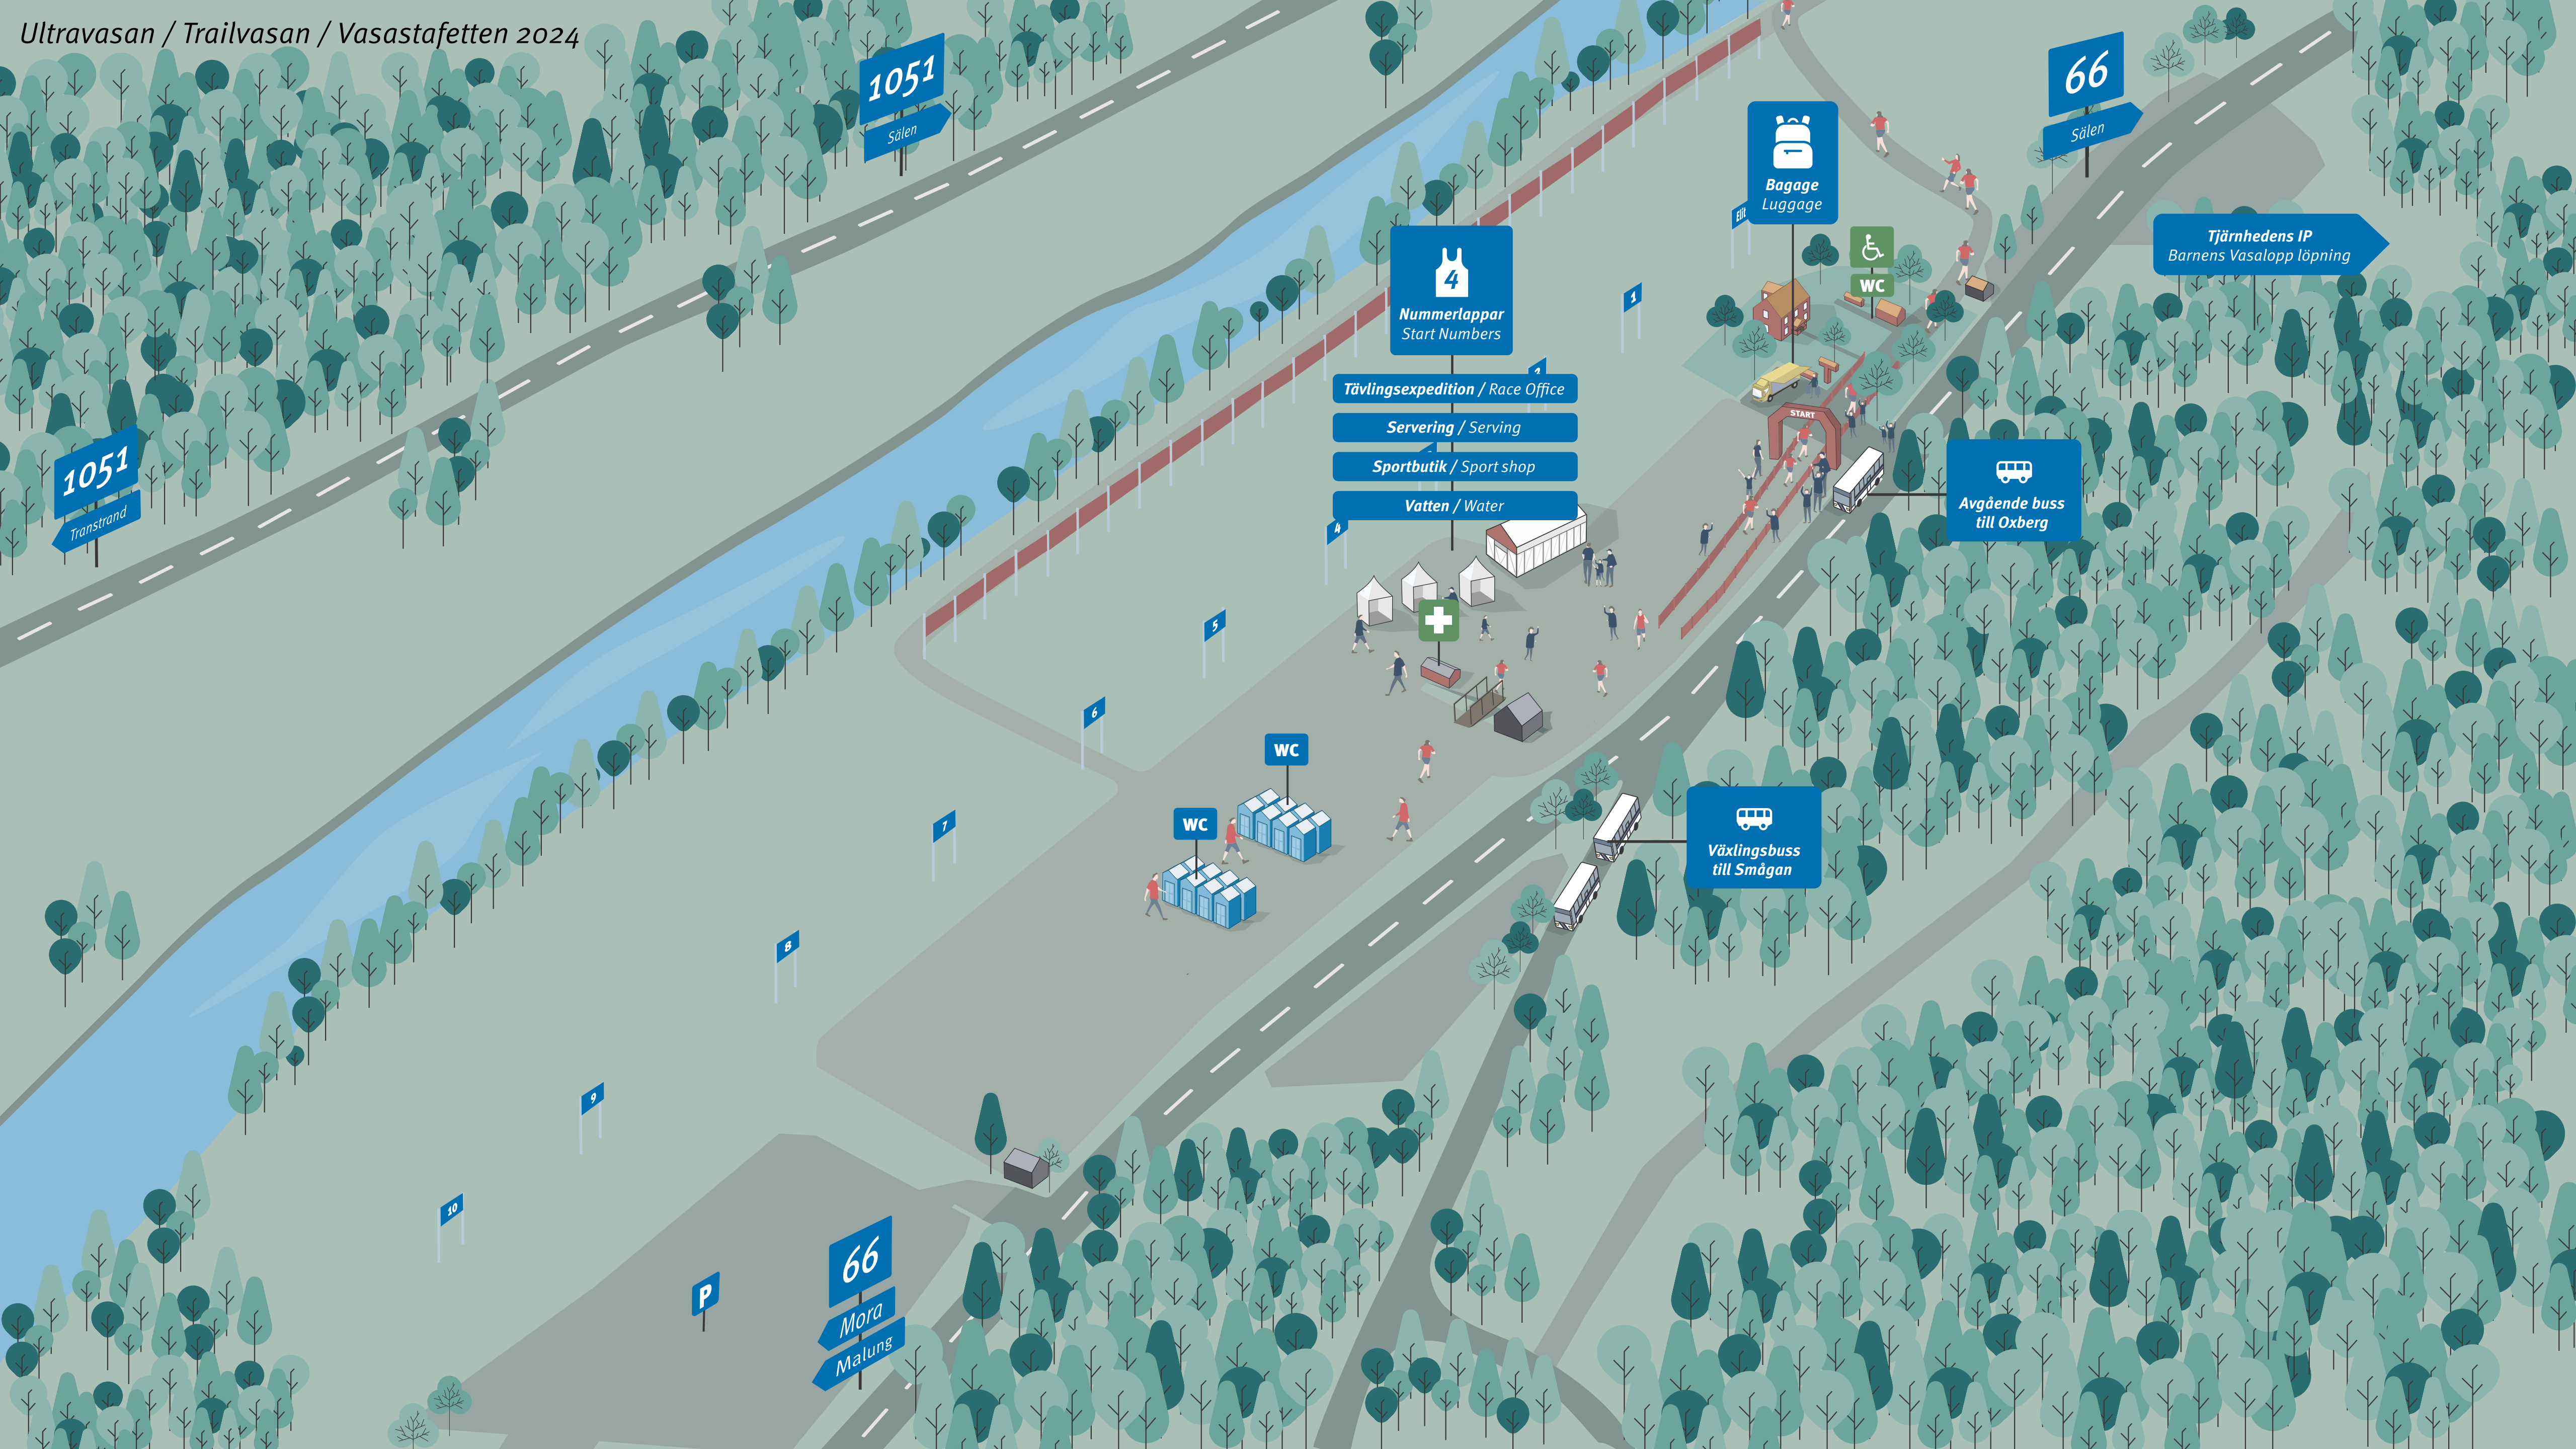 Ultravasan / Trailvasan / Vasastafetten 2024
1051
Sälen
66
Sälen
Bagage
Luggage
Elit
WC
Tjärnhedens IP
Barnens Vasalopp löpning
4
Nummerlappar
Start Numbers
1
Tävlingsexpedition / Race Office
Servering / Serving
Sportbutik / Sport shop
Vatten / Water
START
1051
Transtrand
Avgående buss
till Oxberg
4
5
6
WC
WC
7
Växlingsbuss
till Smågan
8
9
10
P
66
Mora
Malung